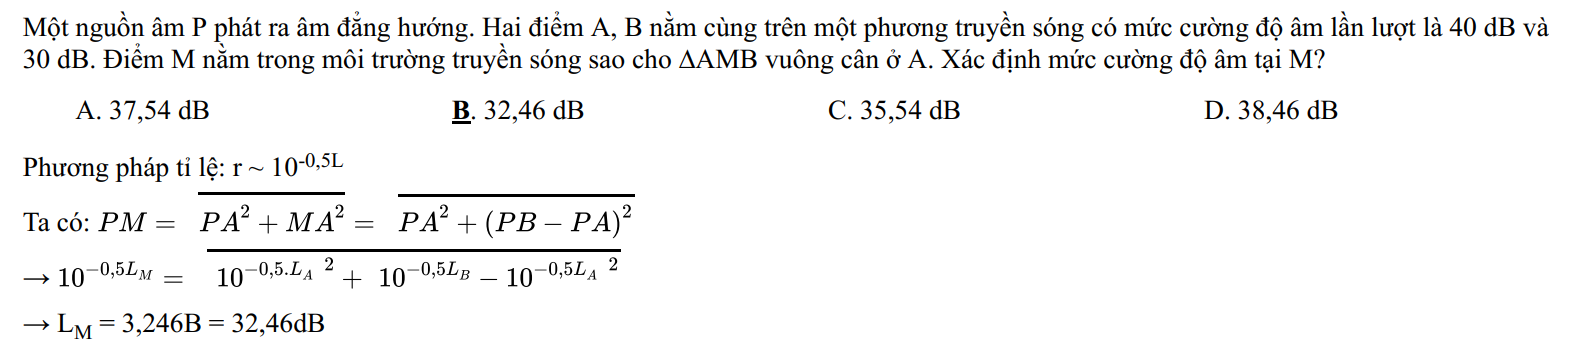 Một nguồn âm P phát ra âm đẳng hướng. Hai điểm A, B nằm cùng trên một phương truyền sóng có mức cường độ âm lần lượt là 40 dB và
30 dB. Điểm M nằm trong môi trường truyền sóng sao cho ΔAMB vuông cân ở A. Xác định mức cường độ âm tại M?
A. 37,54 dB B. 32,46 dB C. 35,54 dB D. 38,46 dB
Phương pháp tỉ lệ: r ~ 10^{-0,5L}
Ta có: PM = \overline{PA^2 + MA^2} = \overline{PA^2 + (PB − PA)^2}
→ 10^{−0,5L_M} = \overline{10^{−0,5.L_A 2} + 10^{−0,5L_B} − 10^{−0,5L_A 2}}
→ L_M = 3,246B = 32,46dB